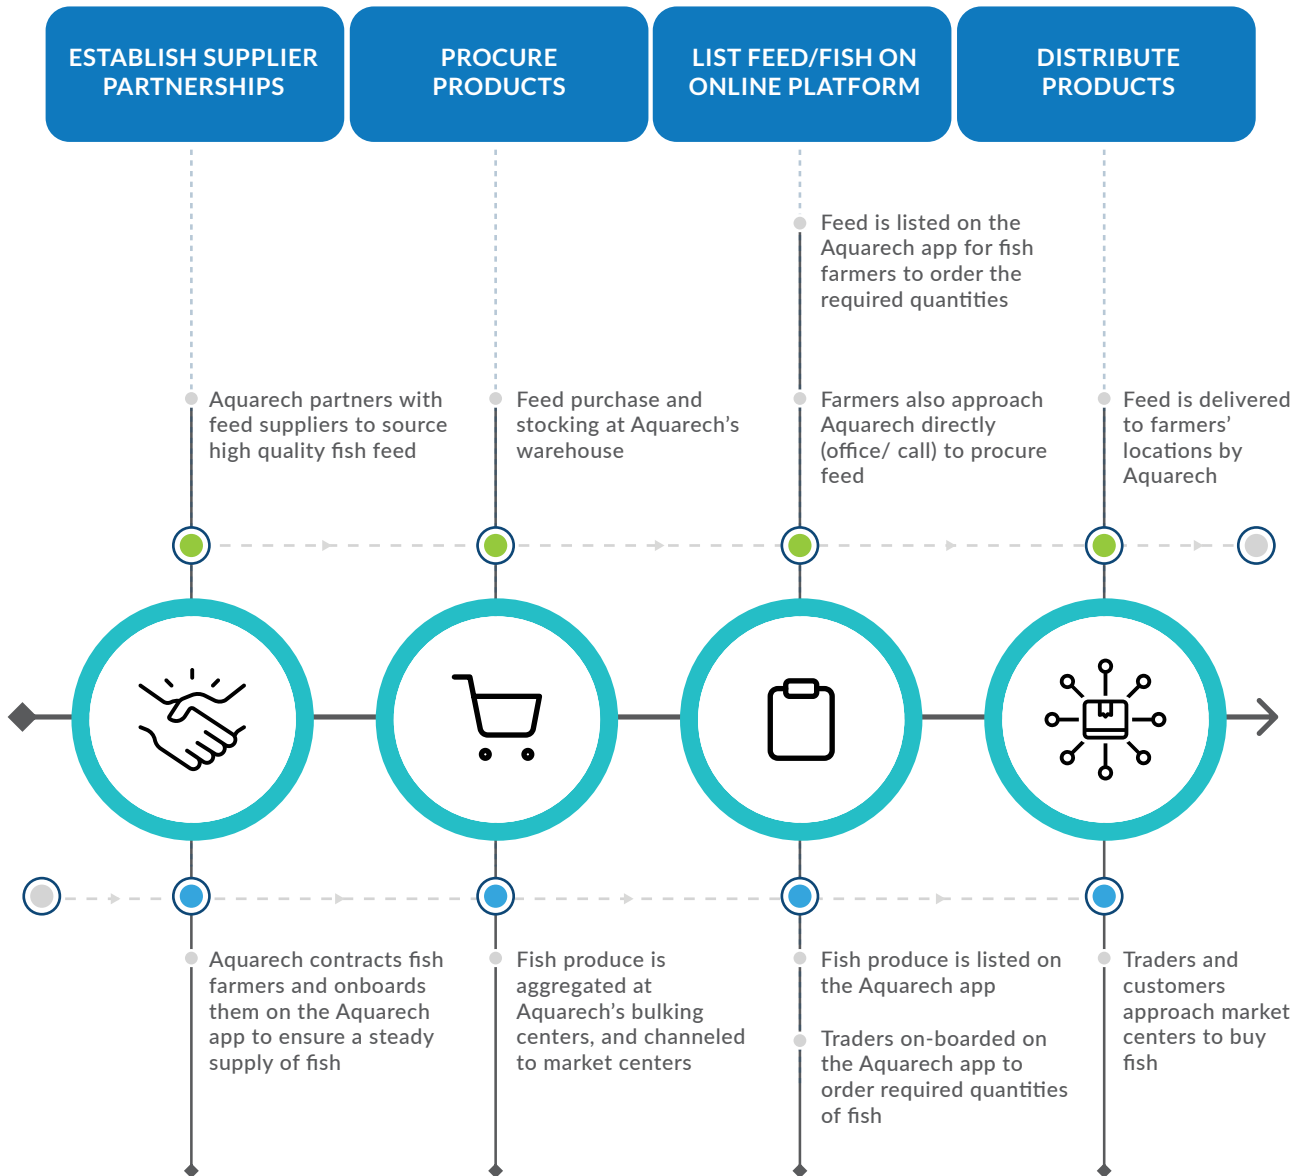 ESTABLISH SUPPLIER
PARTNERSHIPS
PROCURE
PRODUCTS
LIST FEED/FISH ON
ONLINE PLATFORM
DISTRIBUTE
PRODUCTS
Feed is listed on the
Aquarech app for fish
farmers to order the
required quantities
Aquarech partners with
feed suppliers to source
high quality fish feed
Feed purchase and
stocking at Aquarech’s
warehouse
Farmers also approach
Aquarech directly
(office/ call) to procure
feed
Feed is delivered
to farmers’
locations by
Aquarech
Aquarech contracts fish
farmers and onboards
them on the Aquarech
app to ensure a steady
supply of fish
Fish produce is
aggregated at
Aquarech’s bulking
centers, and channeled
to market centers
Fish produce is listed on
the Aquarech app
Traders on-boarded on
the Aquarech app to
order required quantities
of fish
Traders and
customers
approach market
centers to buy
fish